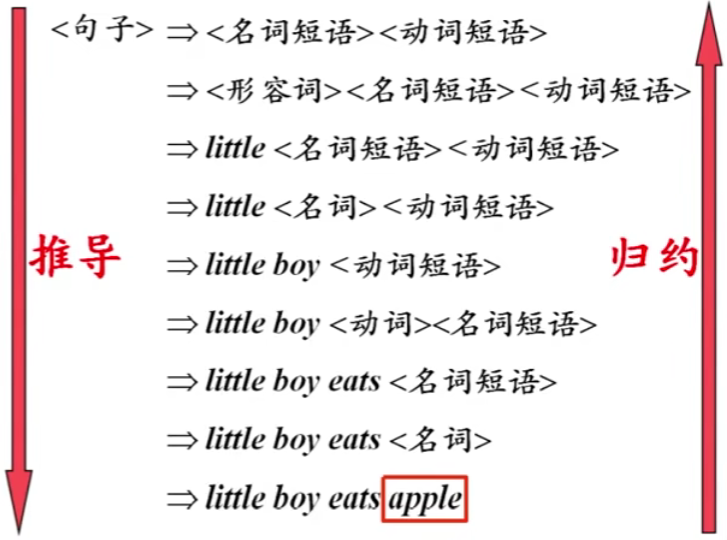 <句子> ⇒ <名词短语><动词短语>
⇒ <形容词><名词短语><动词短语>
⇒ little <名词短语><动词短语>
⇒ little <名词><动词短语>
推导
⇒ little boy <动词短语>
归约
⇒ little boy <动词><名词短语>
⇒ little boy eats <名词短语>
⇒ little boy eats <名词>
⇒ little boy eats apple